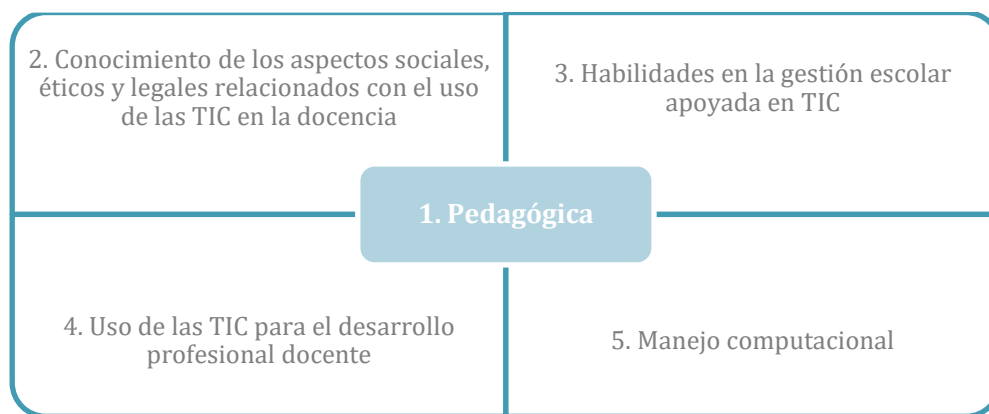 2. Conocimiento de los aspectos sociales,
éticos y legales relacionados con el uso
de las TIC en la docencia
3. Habilidades en la gestión escolar
apoyada en TIC
1. Pedagógica
4. Uso de las TIC para el desarrollo
profesional docente
5. Manejo computacional